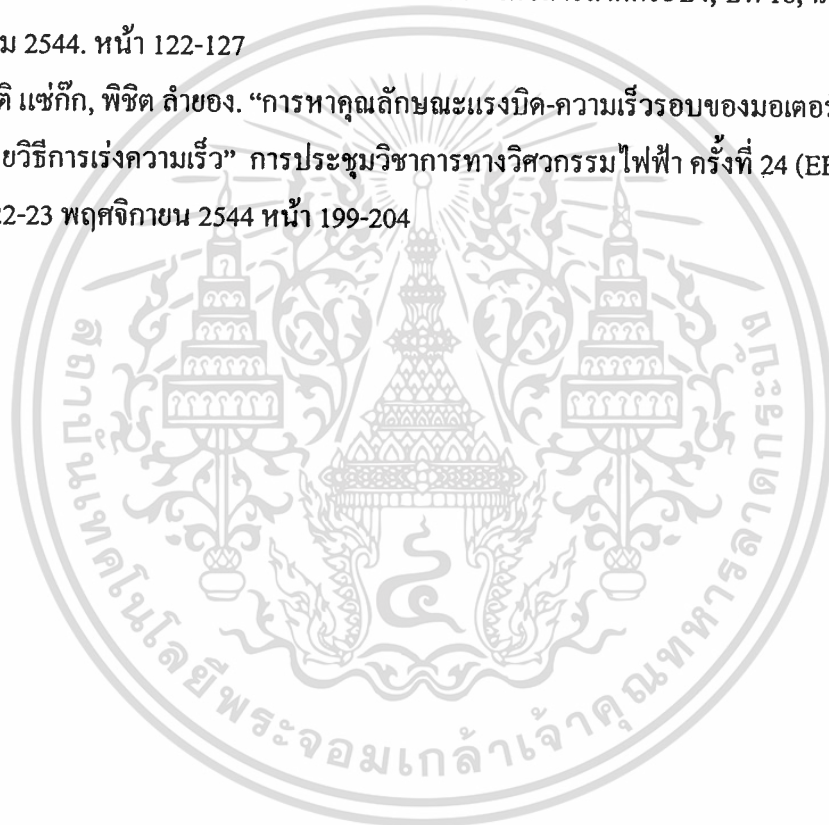 ม 2544. หน้า 122-127
ติ แซ่กิ๊ก, พิชิต ลำยอง. “การหาคุณลักษณะแรงบิด-ความเร็วรอบของมอเตอร์
ยวิธีการเร่งความเร็ว” การประชุมวิชาการทางวิศวกรรมไฟฟ้า ครั้งที่ 24 (EE
22-23 พฤศจิกายน 2544 หน้า 199-204
สถาบันเทคโนโลยีพระจอมเกล้าเจ้าคุณทหารลาดกระบัง